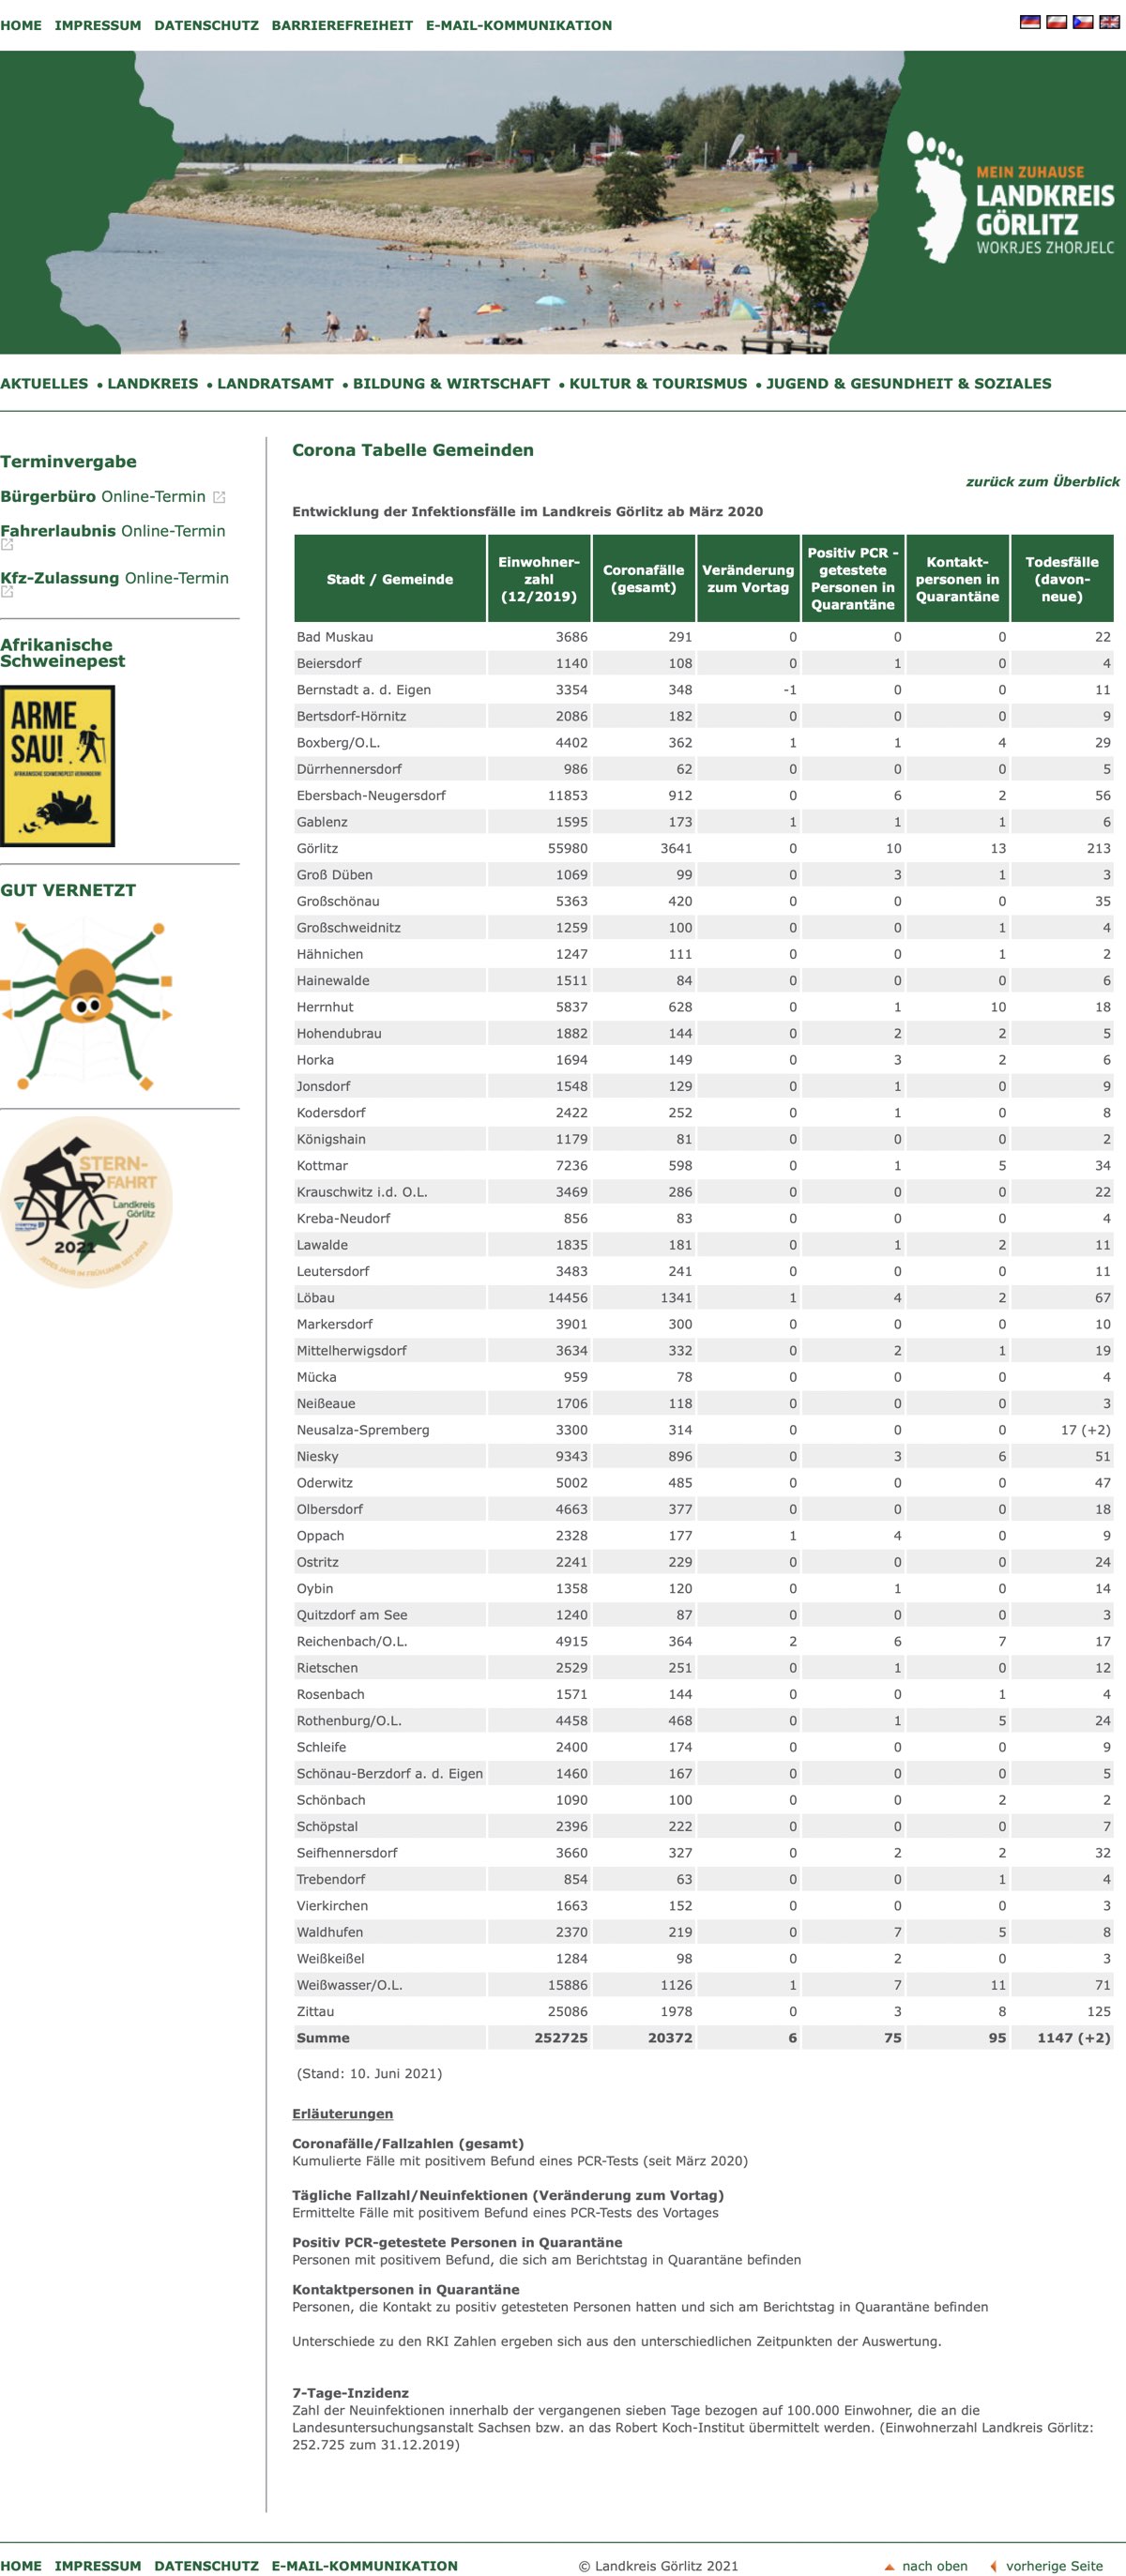 HOME IMPRESSUM DATENSCHUTZ BARRIEREFREIHEIT E-MAIL-KOMMUNIKATION
MEIN ZUHAUSE
LANDKREIS
GÖRLITZ
WOKRJES ZHORJELC
AKTUELLES • LANDKREIS • LANDRATSAMT • BILDUNG & WIRTSCHAFT • KULTUR & TOURISMUS • JUGEND & GESUNDHEIT & SOZIALES
Terminvergabe
Bürgerbüro Online-Termin
Fahrerlaubnis Online-Termin
Kfz-Zulassung Online-Termin
Afrikanische
Schweinepest
ARME
SAU!
AFRIKANISCHE SCHWEINEPEST VERHINDERN!
GUT VERNETZT
STERN-
FAHRT
Landkreis
Görlitz
2021
JEDES JAHR IM FRÜHJAHR SEIT
Corona Tabelle Gemeinden
zurück zum Überblick
Entwicklung der Infektionsfälle im Landkreis Görlitz ab März 2020
Stadt / Gemeinde Einwohner-zahl (12/2019) Coronafälle (gesamt) Veränderung zum Vortag Positiv PCR - getestete Personen in Quarantäne Kontakt-personen in Quarantäne Todesfälle (davon-neue)
Bad Muskau 3686 291 0 0 0 22
Beiersdorf 1140 108 0 1 0 4
Bernstadt a. d. Eigen 3354 348 -1 0 0 11
Bertsdorf-Hörnitz 2086 182 0 0 0 9
Boxberg/O.L. 4402 362 1 1 4 29
Dürrhennersdorf 986 62 0 0 0 5
Ebersbach-Neugersdorf 11853 912 0 6 2 56
Gablenz 1595 173 1 1 1 6
Görlitz 55980 3641 0 10 13 213
Groß Düben 1069 99 0 3 1 3
Großschönau 5363 420 0 0 0 35
Großschweidnitz 1259 100 0 0 1 4
Hähnichen 1247 111 0 0 1 2
Hainewalde 1511 84 0 0 0 6
Herrnhut 5837 628 0 1 10 18
Hohendubrau 1882 144 0 2 2 5
Horka 1694 149 0 3 2 6
Jonsdorf 1548 129 0 1 0 9
Kodersdorf 2422 252 0 1 0 8
Königshain 1179 81 0 0 0 2
Kottmar 7236 598 0 1 5 34
Krauschwitz i.d. O.L. 3469 286 0 0 0 22
Kreba-Neudorf 856 83 0 0 0 4
Lawalde 1835 181 0 1 2 11
Leutersdorf 3483 241 0 0 0 11
Löbau 14456 1341 1 4 2 67
Markersdorf 3901 300 0 0 0 10
Mittelherwigsdorf 3634 332 0 2 1 19
Mücka 959 78 0 0 0 4
Neißeaue 1706 118 0 0 0 3
Neusalza-Spremberg 3300 314 0 0 0 17 (+2)
Niesky 9343 896 0 3 6 51
Oderwitz 5002 485 0 0 0 47
Olbersdorf 4663 377 0 0 0 18
Oppach 2328 177 1 4 0 9
Ostritz 2241 229 0 0 0 24
Oybin 1358 120 0 1 0 14
Quitzdorf am See 1240 87 0 0 0 3
Reichenbach/O.L. 4915 364 2 6 7 17
Rietschen 2529 251 0 1 0 12
Rosenbach 1571 144 0 0 1 4
Rothenburg/O.L. 4458 468 0 1 5 24
Schleife 2400 174 0 0 0 9
Schönau-Berzdorf a. d. Eigen 1460 167 0 0 0 5
Schönbach 1090 100 0 0 2 2
Schöpstal 2396 222 0 0 0 7
Seifhennersdorf 3660 327 0 2 2 32
Trebendorf 854 63 0 0 1 4
Vierkirchen 1663 152 0 0 0 3
Waldhufen 2370 219 0 7 5 8
Weißkeißel 1284 98 0 2 0 3
Weißwasser/O.L. 15886 1126 1 7 11 71
Zittau 25086 1978 0 3 8 125
Summe 252725 20372 6 75 95 1147 (+2)
(Stand: 10. Juni 2021)
Erläuterungen
Coronafälle/Fallzahlen (gesamt)
Kumulierte Fälle mit positivem Befund eines PCR-Tests (seit März 2020)
Tägliche Fallzahl/Neuinfektionen (Veränderung zum Vortag)
Ermittelte Fälle mit positivem Befund eines PCR-Tests des Vortages
Positiv PCR-getestete Personen in Quarantäne
Personen mit positivem Befund, die sich am Berichtstag in Quarantäne befinden
Kontaktpersonen in Quarantäne
Personen, die Kontakt zu positiv getesteten Personen hatten und sich am Berichtstag in Quarantäne befinden
Unterschiede zu den RKI Zahlen ergeben sich aus den unterschiedlichen Zeitpunkten der Auswertung.
7-Tage-Inzidenz
Zahl der Neuinfektionen innerhalb der vergangenen sieben Tage bezogen auf 100.000 Einwohner, die an die
Landesuntersuchungsanstalt Sachsen bzw. an das Robert Koch-Institut übermittelt werden. (Einwohnerzahl Landkreis Görlitz:
252.725 zum 31.12.2019)
HOME IMPRESSUM DATENSCHUTZ E-MAIL-KOMMUNIKATION
© Landkreis Görlitz 2021
nach oben vorherige Seite